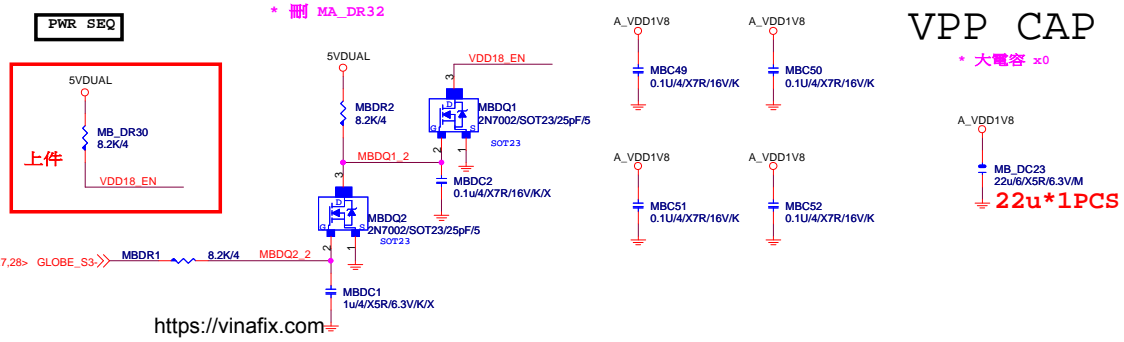 PWR SEQ
* 刪 MA_DR32
5VDUAL
MB_DR30
8.2K/4
上件
VDD18_EN
5VDUAL
MBDR2
8.2K/4
VDD18_EN
3
D
G
S
MBDQ1
2N7002/SOT23/25pF/5
SOT23
2
1
MBDQ1_2
MBDC2
0.1u/4/X7R/16V/K/X
3
D
G
S
MBDQ2
2N7002/SOT23/25pF/5
SOT23
2
1
7,28> GLOBE_S3-
MBDR1
8.2K/4
MBDQ2_2
MBDC1
1u/4/X5R/6.3V/K/X
https://vinafix.com
A_VDD1V8
MBC49
0.1U/4/X7R/16V/K
A_VDD1V8
MBC50
0.1U/4/X7R/16V/K
A_VDD1V8
MBC51
0.1U/4/X7R/16V/K
A_VDD1V8
MBC52
0.1U/4/X7R/16V/K
VPP CAP
* 大電容 x0
A_VDD1V8
MB_DC23
22u/6/X5R/6.3V/M
22u*1PCS